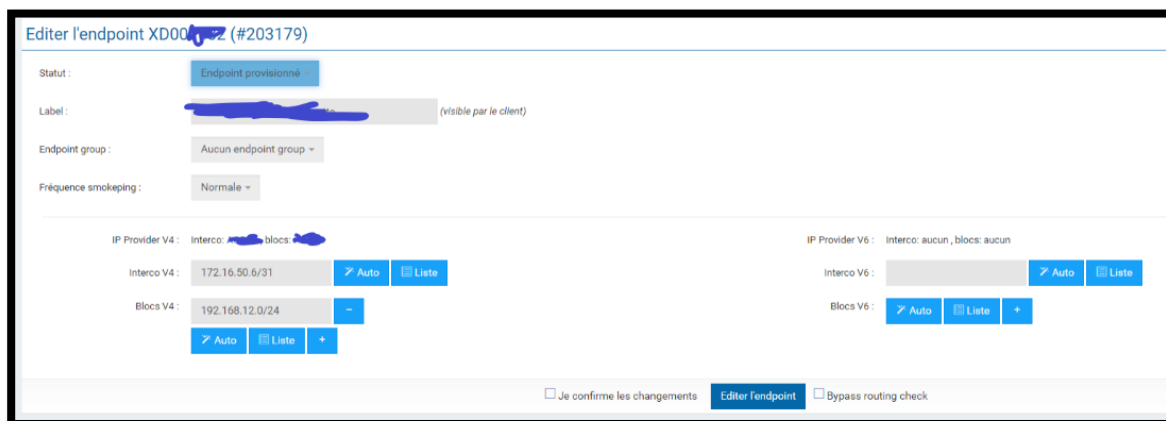 Editer l'endpoint XD00 (#203179)
Statut :
Endpoint provisionné
Label :
(visible par le client)
Endpoint group :
Aucun endpoint group
Fréquence smokeping :
Normale
IP Provider V4 : Interco: blocs:
IP Provider V6 : Interco: aucun , blocs: aucun
Interco V4 : 172.16.50.6/31 Auto Liste
Interco V6 : Auto Liste
Blocs V4 : 192.168.12.0/24 -
Blocs V6 : Auto Liste +
Auto Liste +
Je confirme les changements Editer l'endpoint Bypass routing check